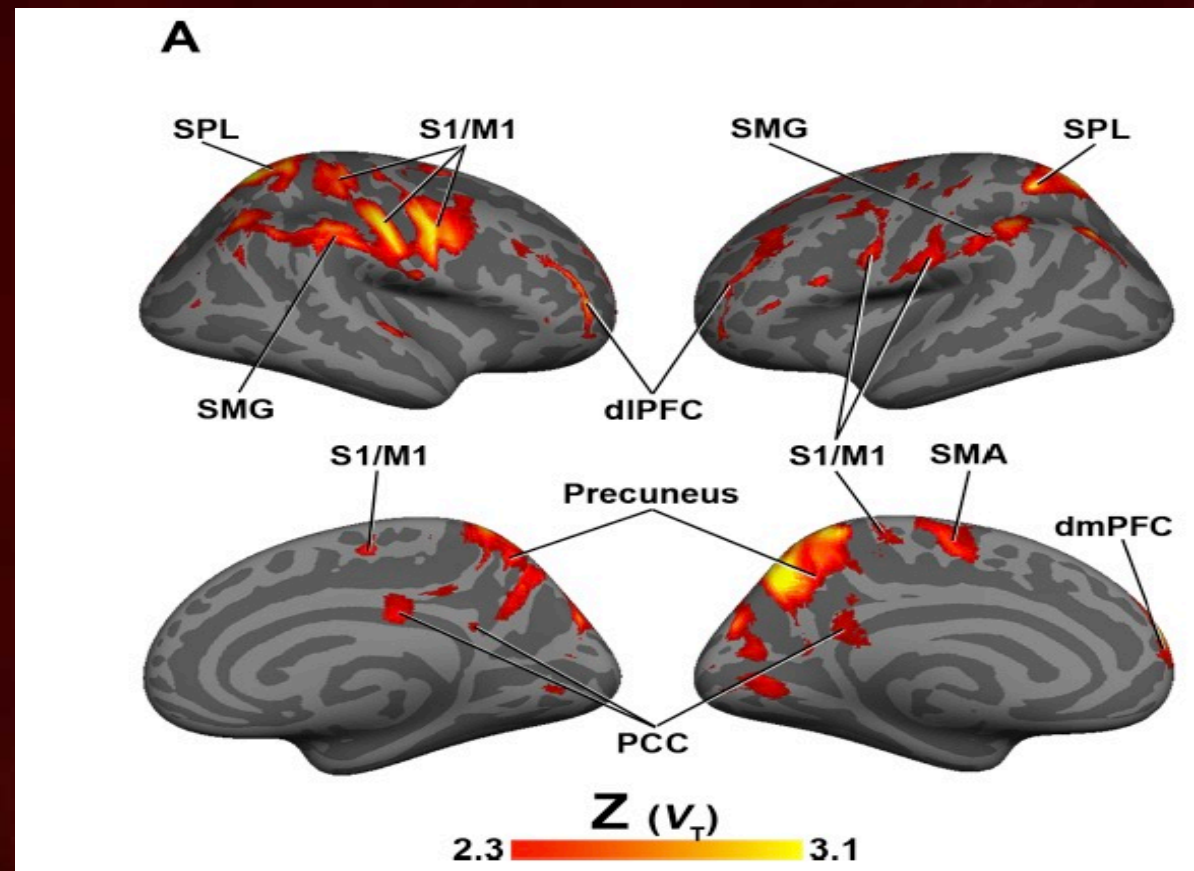 A
SPL S1/M1 SMG SPL
SMG dlPFC
S1/M1 S1/M1 SMA
Precuneus dmPFC
PCC
Z (VT)
2.3 3.1